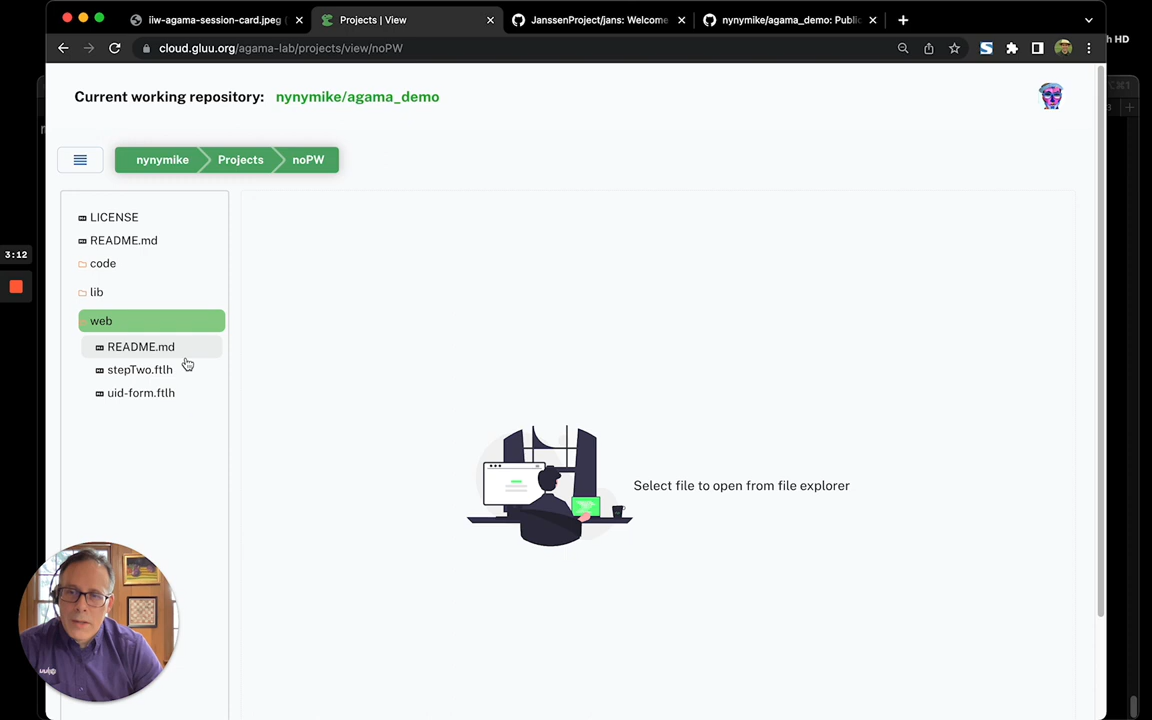 iiw-agama-session-card.jpeg (
Projects | View
JanssenProject/jans: Welcome
nynymike/agama_demo: Public
cloud.gluu.org/agama-lab/projects/view/noPW
h HD
Current working repository: nynymike/agama_demo
nynymike
Projects
noPW
LICENSE
README.md
code
3:12
lib
web
README.md
stepTwo.ftlh
uid-form.ftlh
Select file to open from file explorer